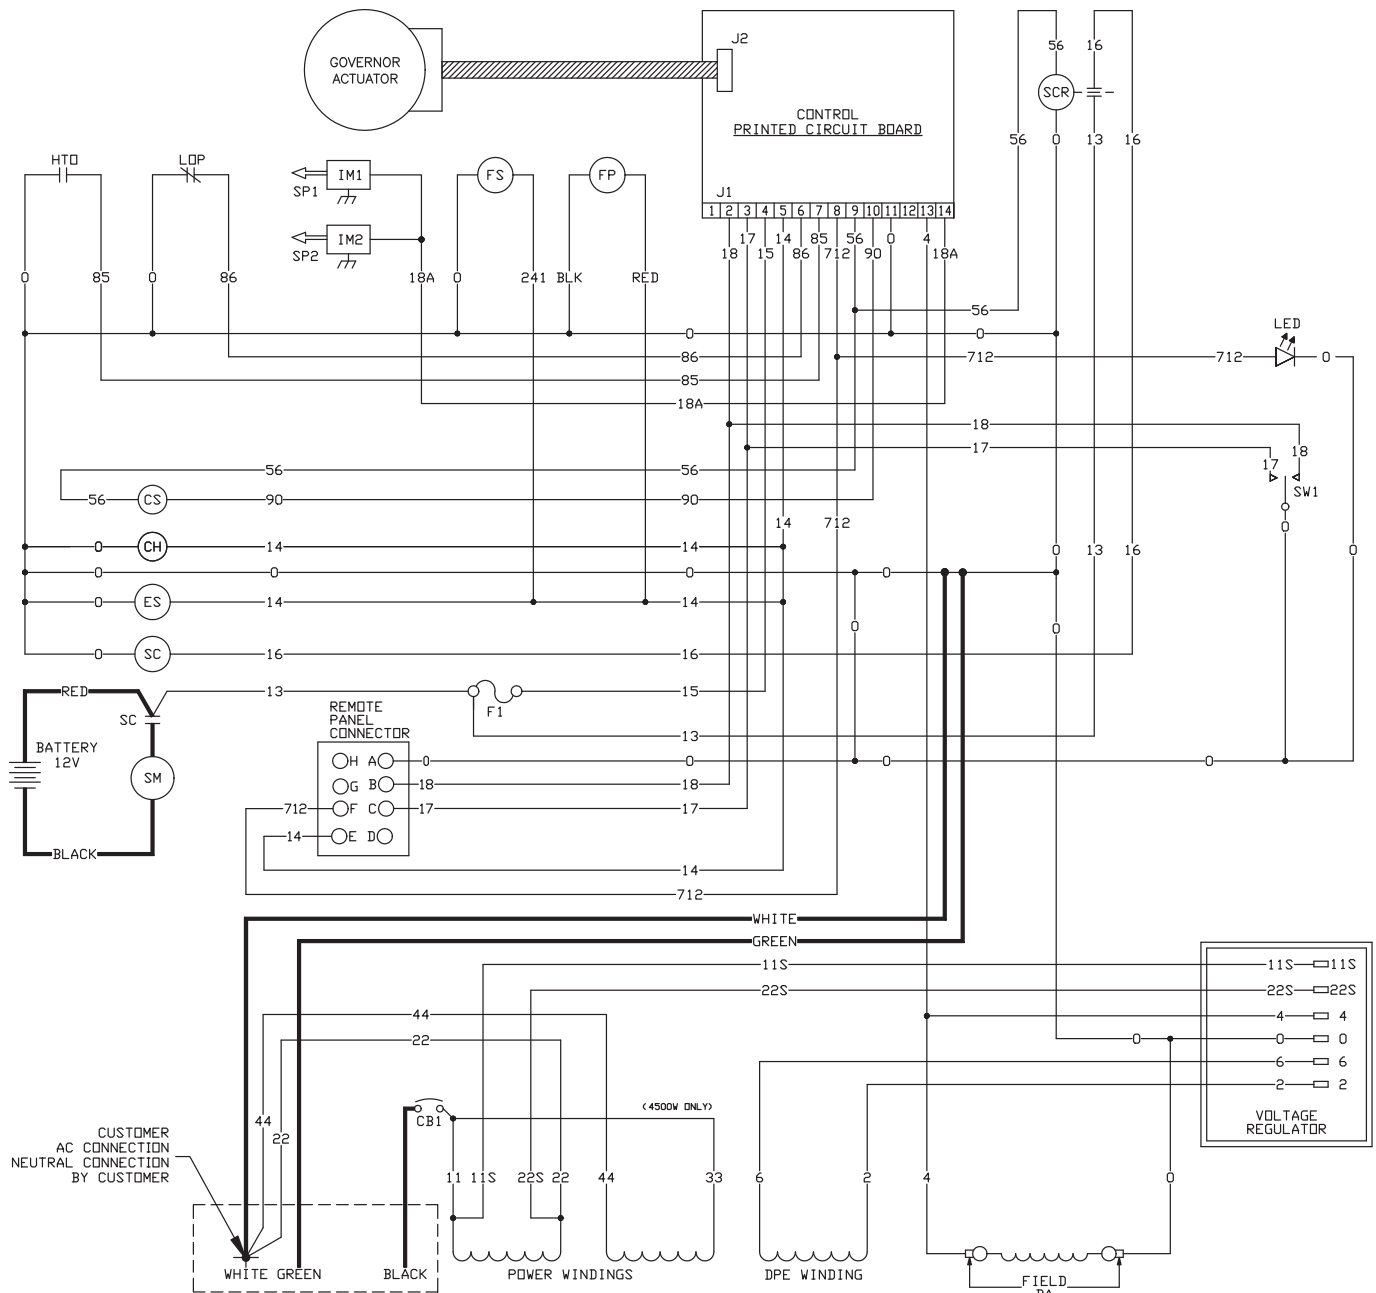 GOVERNOR
ACTUATOR
J2
CONTROL
PRINTED CIRCUIT BOARD
J1
1 2 3 4 5 6 7 8 9 10 11 12 13 14
56 16
SCR
56 0 13 16
HTO LOP
SP1 IM1
SP2 IM2
FS FP
17 14 85 56 0 4
18 15 86 712 90 18A
0 85 0 86 18A 0 241 BLK RED
56
0 0
LED
86 712 712 0
85
18A
18
17
17 18
SW1
0
56 56
56 CS 90 90
14 712
0 CH 14 14
0 13 16 0
0 0 0 0
0 ES 14 14
0 0
0 SC 16 16
RED 13 F1 15
SC
BATTERY
12V
SM
BLACK
REMOTE
PANEL
CONNECTOR
13
H A 0 0 0 0
G B 18 18
712 F C 17 17
14 E D
14
712
WHITE
GREEN
11S 11S 11S
22S 22S 22S
44 4 4
22 0 0 0
6 6
2 2
VOLTAGE
REGULATOR
(4500W ONLY)
CB1
44
22
CUSTOMER
AC CONNECTION
NEUTRAL CONNECTION
BY CUSTOMER
11 11S 22S 22 44 33 6 2 4 0
WHITE GREEN BLACK
POWER WINDINGS
DPE WINDING
FIELD